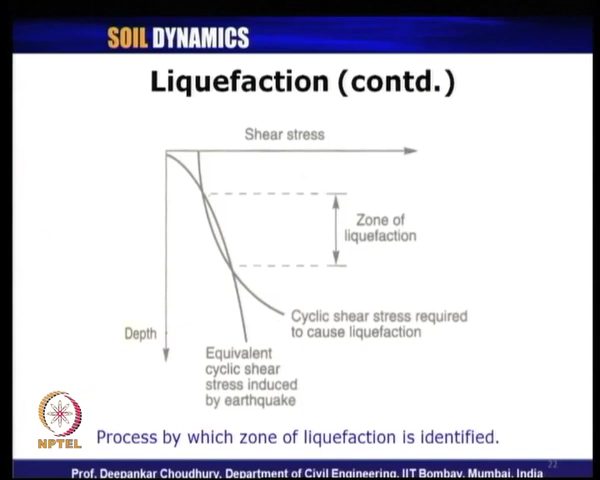 SOIL DYNAMICS
Liquefaction (contd.)
Shear stress
Zone of
liquefaction
Cyclic shear stress required
to cause liquefaction
Depth
Equivalent
cyclic shear
stress induced
by earthquake
NPTEL
Process by which zone of liquefaction is identified.
22
Prof. Deepankar Choudhury, Department of Civil Engineering, IIT Bombay, Mumbai, India